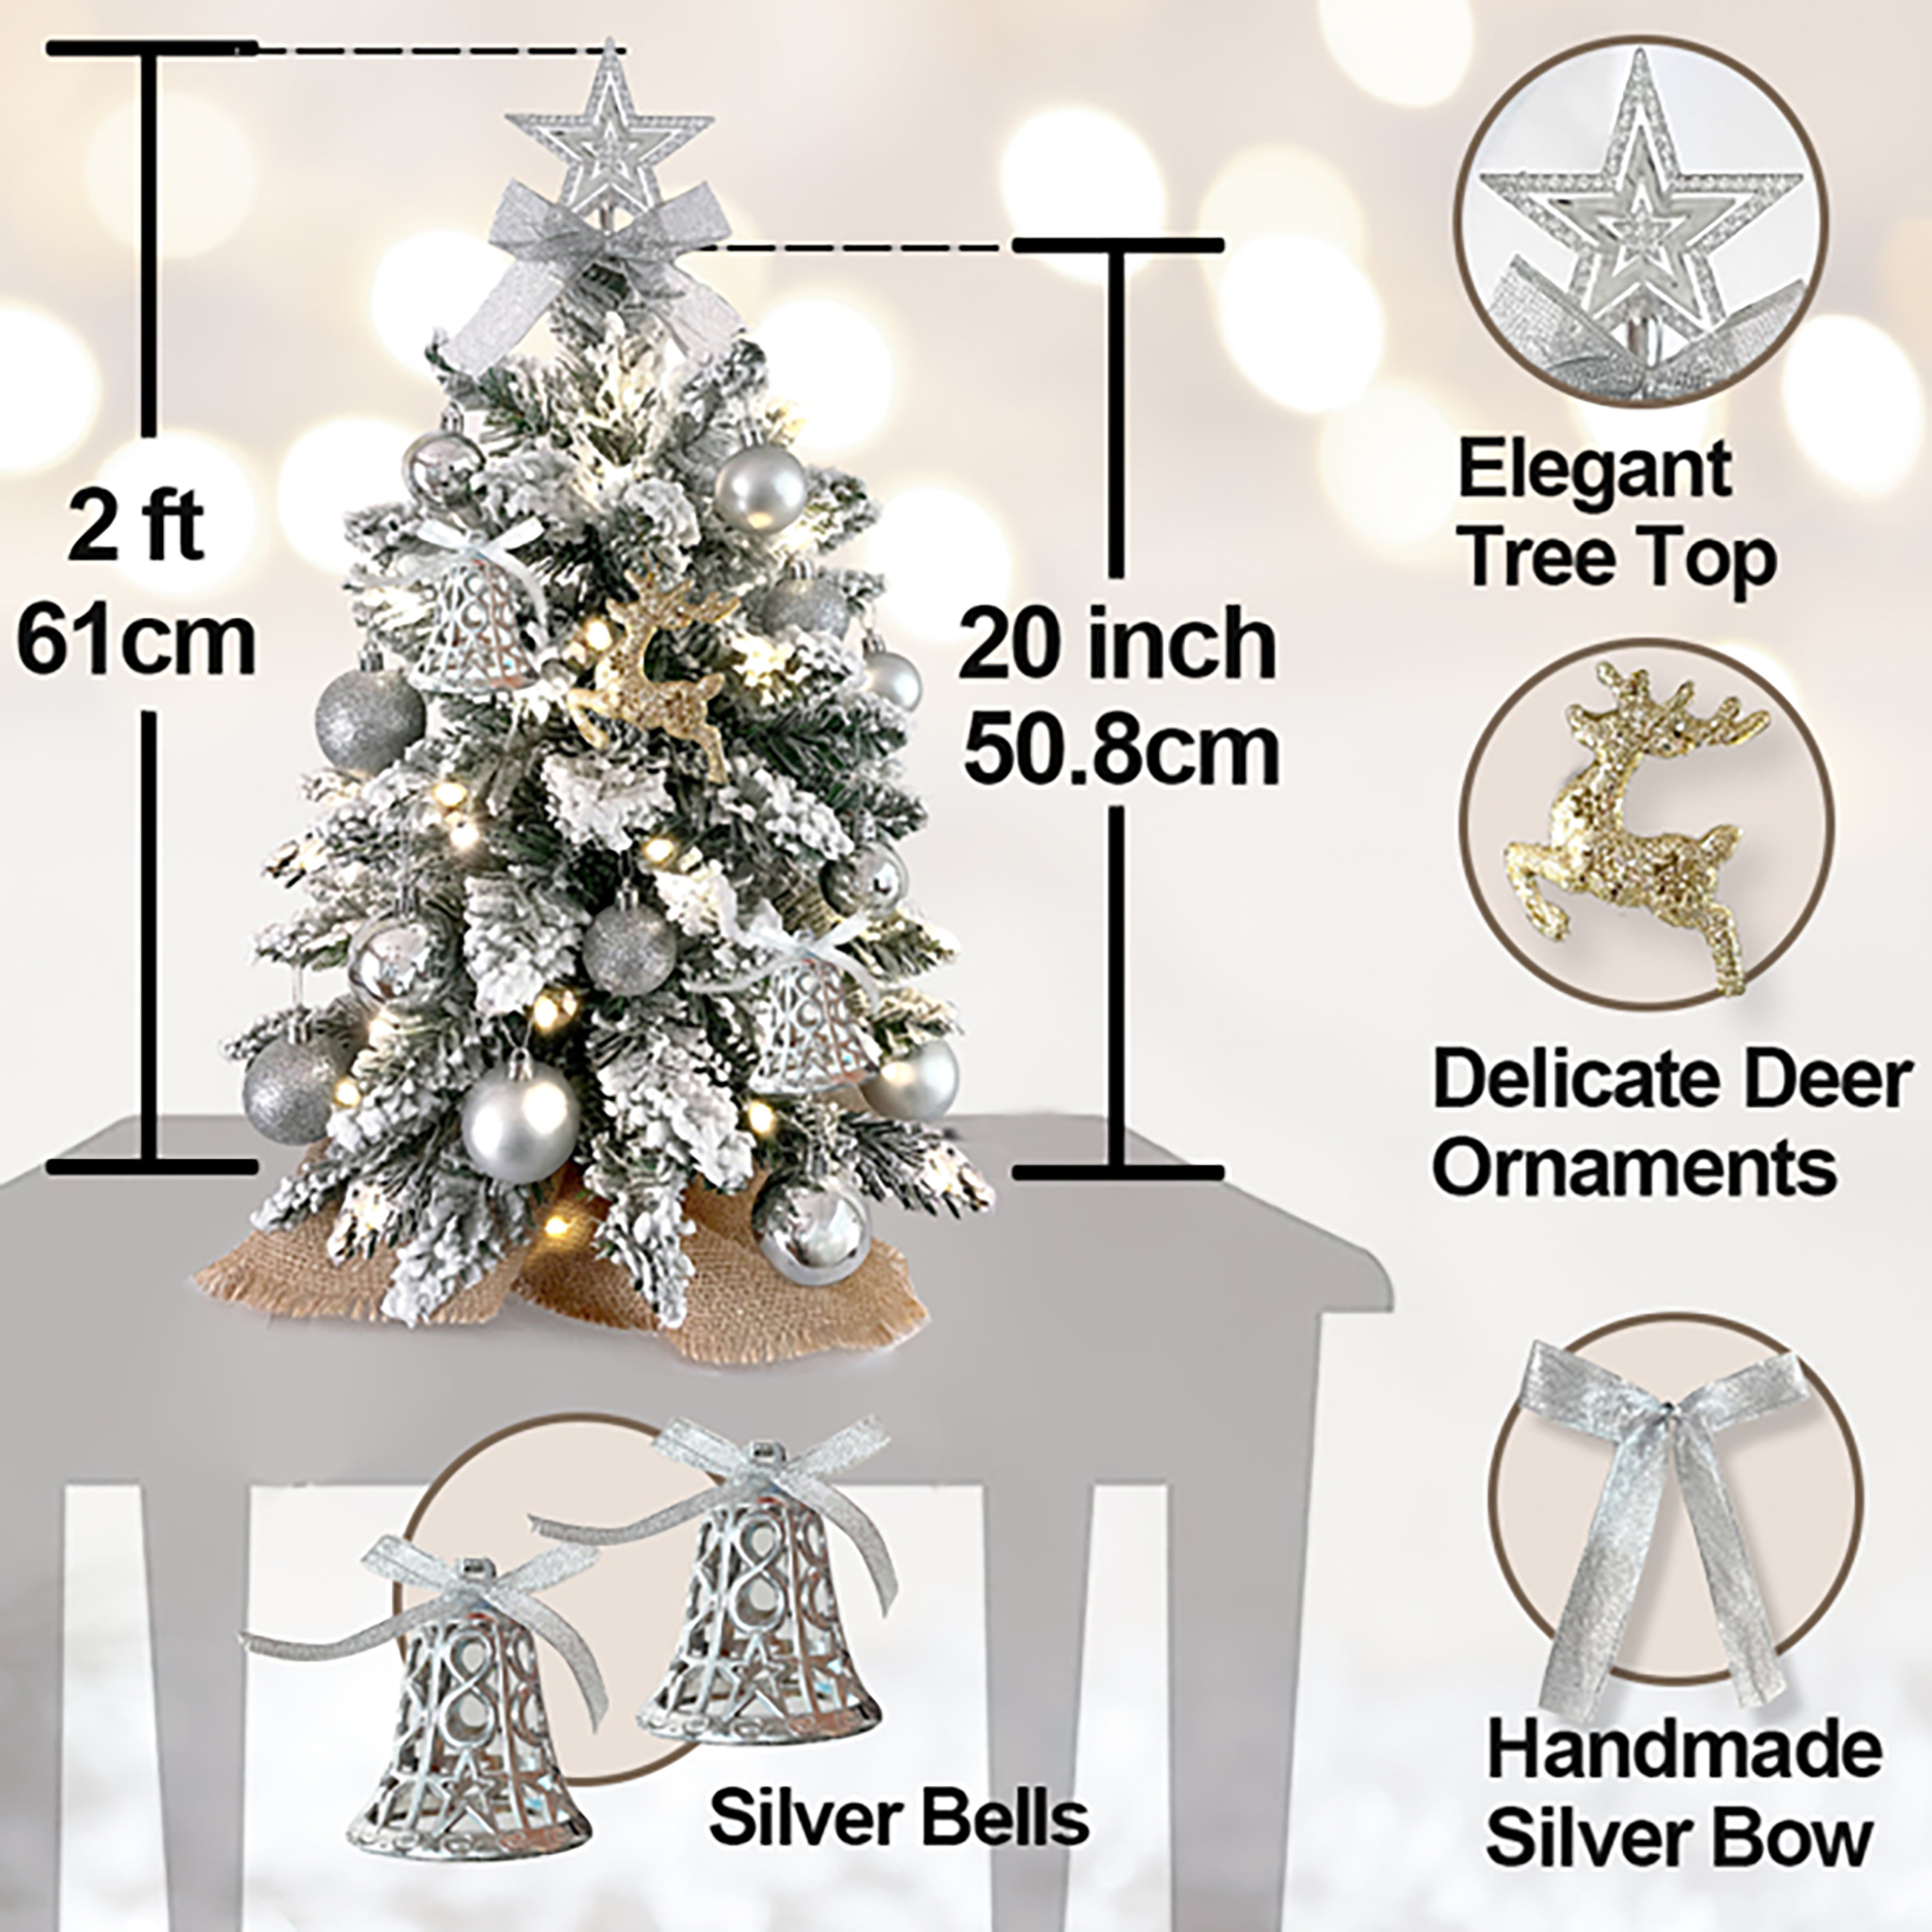 2 ft
61cm
20 inch
50.8cm
Elegant
Tree Top
Delicate Deer
Ornaments
Silver Bells
Handmade
Silver Bow